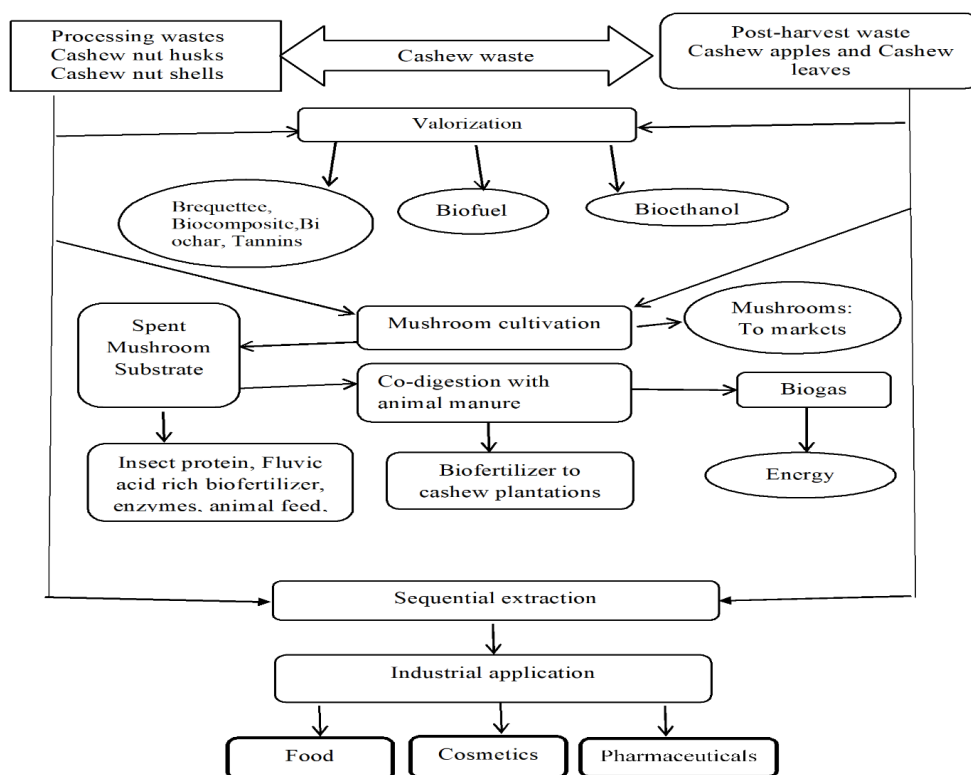 Processing wastes
Cashew nut husks
Cashew nut shells
Cashew waste
Post-harvest waste
Cashew apples and Cashew
leaves
Valorization
Brequettee,
Biocomposite,Bi
ochar, Tannins
Biofuel
Bioethanol
Spent
Mushroom
Substrate
Mushroom cultivation
Mushrooms:
To markets
Co-digestion with
animal manure
Biogas
Insect protein, Fluvic
acid rich biofertilizer,
enzymes, animal feed,
Biofertilizer to
cashew plantations
Energy
Sequential extraction
Industrial application
Food
Cosmetics
Pharmaceuticals